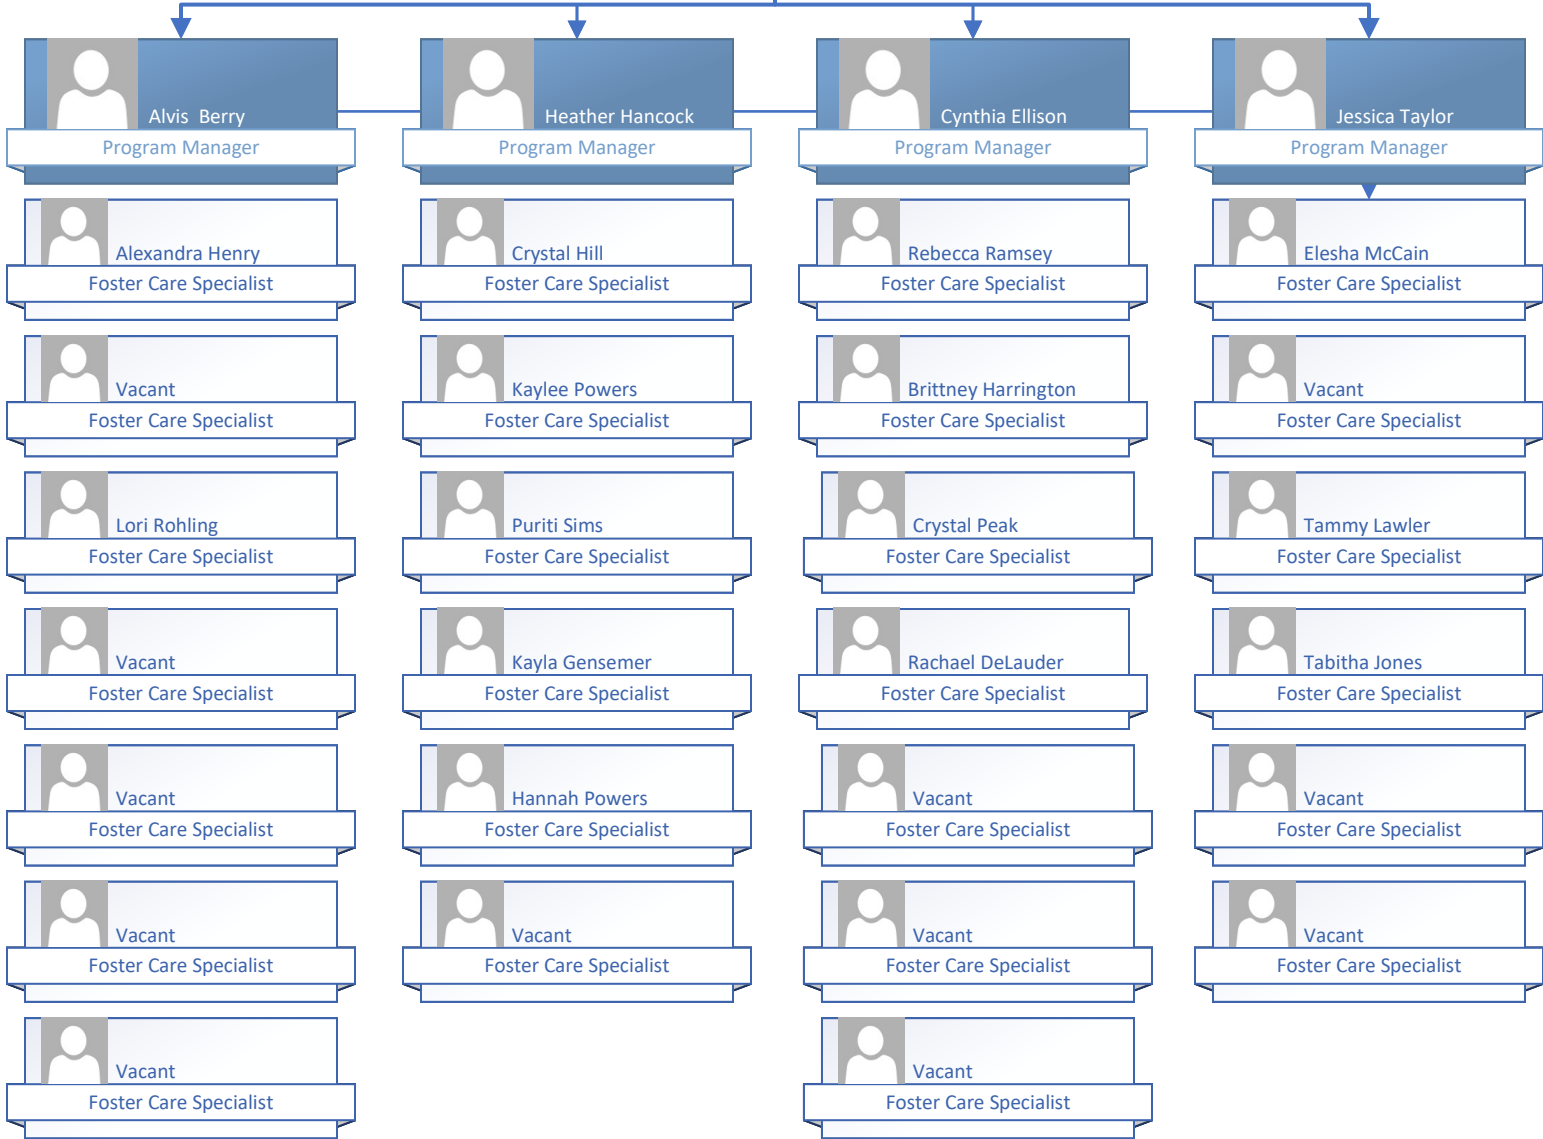 Alvis  Berry
Program Manager
Alexandra Henry
Foster Care Specialist
Vacant
Foster Care Specialist
Lori Rohling
Foster Care Specialist
Vacant
Foster Care Specialist
Vacant
Foster Care Specialist
Vacant
Foster Care Specialist
Vacant
Foster Care Specialist
Heather Hancock
Program Manager
Crystal Hill
Foster Care Specialist
Kaylee Powers
Foster Care Specialist
Puriti Sims
Foster Care Specialist
Kayla Gensemer
Foster Care Specialist
Hannah Powers
Foster Care Specialist
Vacant
Foster Care Specialist
Cynthia Ellison
Program Manager
Rebecca Ramsey
Foster Care Specialist
Brittney Harrington
Foster Care Specialist
Crystal Peak
Foster Care Specialist
Rachael DeLauder
Foster Care Specialist
Vacant
Foster Care Specialist
Vacant
Foster Care Specialist
Vacant
Foster Care Specialist
Jessica Taylor
Program Manager
Elesha McCain
Foster Care Specialist
Vacant
Foster Care Specialist
Tammy Lawler
Foster Care Specialist
Tabitha Jones
Foster Care Specialist
Vacant
Foster Care Specialist
Vacant
Foster Care Specialist